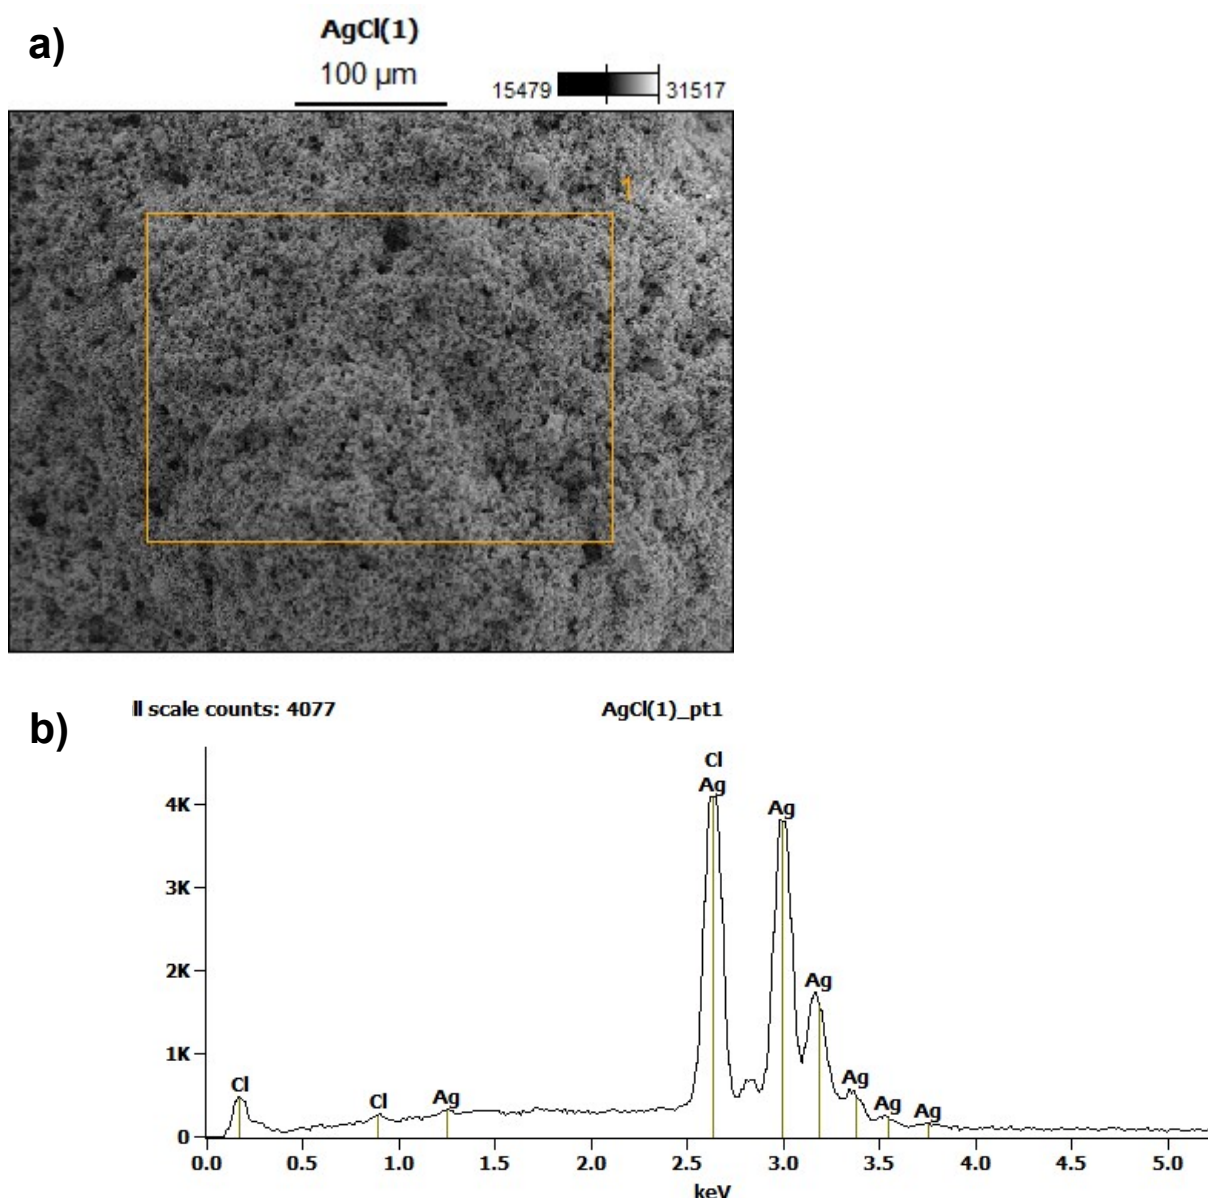 a)
AgCl(1)
100 µm
15479 31517
1
b)
ll scale counts: 4077
AgCl(1)_pt1
Cl
Ag
Ag
4K
3K
2K
Ag
1K
Cl
Cl
Ag
Ag
Ag
Ag
0
0.0 0.5 1.0 1.5 2.0 2.5 3.0 3.5 4.0 4.5 5.0
keV